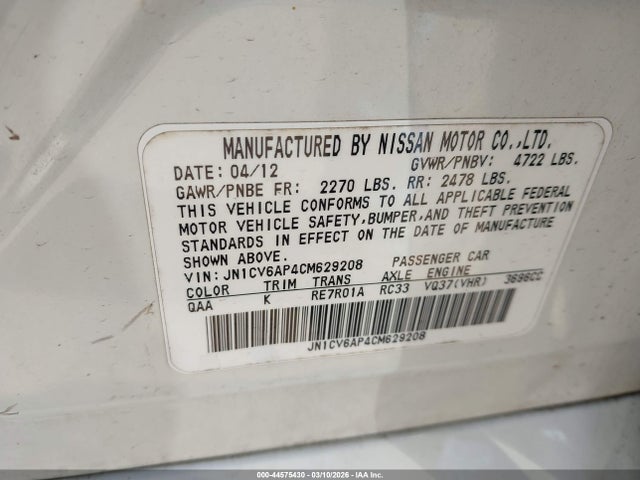 MANUFACTURED BY NISSAN MOTOR CO.,LTD.
DATE: 04/12 GVWR/PNBV: 4722 LBS.
GAWR/PNBE FR: 2270 LBS. RR: 2478 LBS.
THIS VEHICLE CONFORMS TO ALL APPLICABLE FEDERAL
MOTOR VEHICLE SAFETY,BUMPER,AND THEFT PREVENTION
STANDARDS IN EFFECT ON THE DATE OF MANUFACTURE
SHOWN ABOVE.
VIN: JN1CV6AP4CM629208 PASSENGER CAR
COLOR TRIM TRANS AXLE ENGINE
QAA K RE7R01A RC33 VQ37(VHR) 3696CC
JN1CV6AP4CM629208
000-44575430 - 03/10/2026 - IAA Inc.